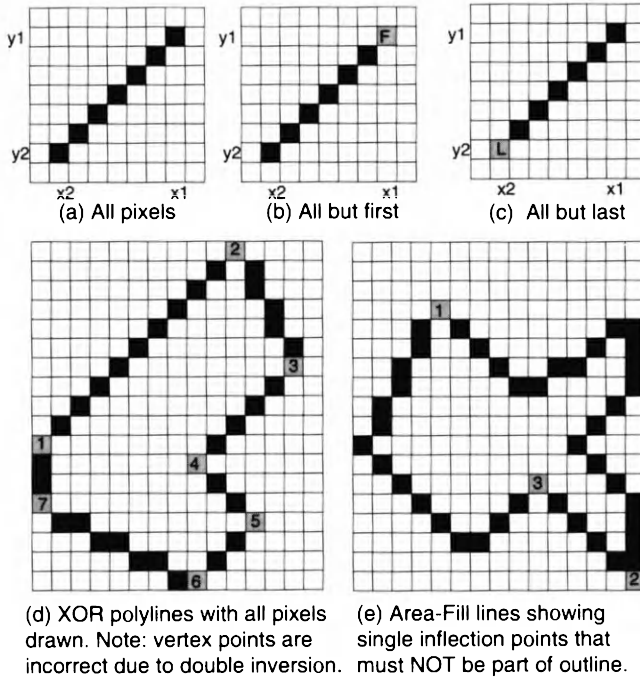 y1
y2
x2 x1
(a) All pixels
y1
F
y2
x2 x1
(b) All but first
y1
y2
L
x2 x1
(c) All but last
2
3
1
4
7
5
6
(d) XOR polylines with all pixels
drawn. Note: vertex points are
incorrect due to double inversion.
1
3
2
(e) Area-Fill lines showing
single inflection points that
must NOT be part of outline.